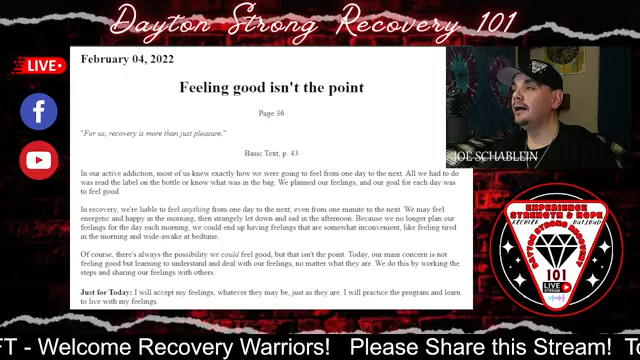 Dayton Strong Recovery 101
LIVE
February 04, 2022
Feeling good isn't the point
Page 36
"For us, recovery is more than just pleasure."
Basic Text, p. 43
In our active addiction, most of us knew exactly how we were going to feel from one day to the next. All we had to do
was read the label on the bottle or know what was in the bag. We planned our feelings, and our goal for each day was
to feel good.
In recovery, we're liable to feel anything from one day to the next, even from one minute to the next. We may feel
energetic and happy in the morning, then strangely let down and sad in the afternoon. Because we no longer plan our
feelings for the day each morning, we could end up having feelings that are somewhat inconvenient, like feeling tired
in the morning and wide-awake at bedtime.
Of course, there's always the possibility we could feel good, but that isn't the point. Today, our main concern is not
feeling good but learning to understand and deal with our feelings, no matter what they are. We do this by working the
steps and sharing our feelings with others.
Just for Today: I will accept my feelings, whatever they may be, just as they are. I will practice the program and learn
to live with my feelings.
JOE SCHABLEIN
EXPERIENCE
STRENGTH & HOPE
RECOVER OUTLOUD
DAYTON STRONG RECOVERY
101
LIVE
STREAM
FT - Welcome Recovery Warriors! Please Share this Stream! To